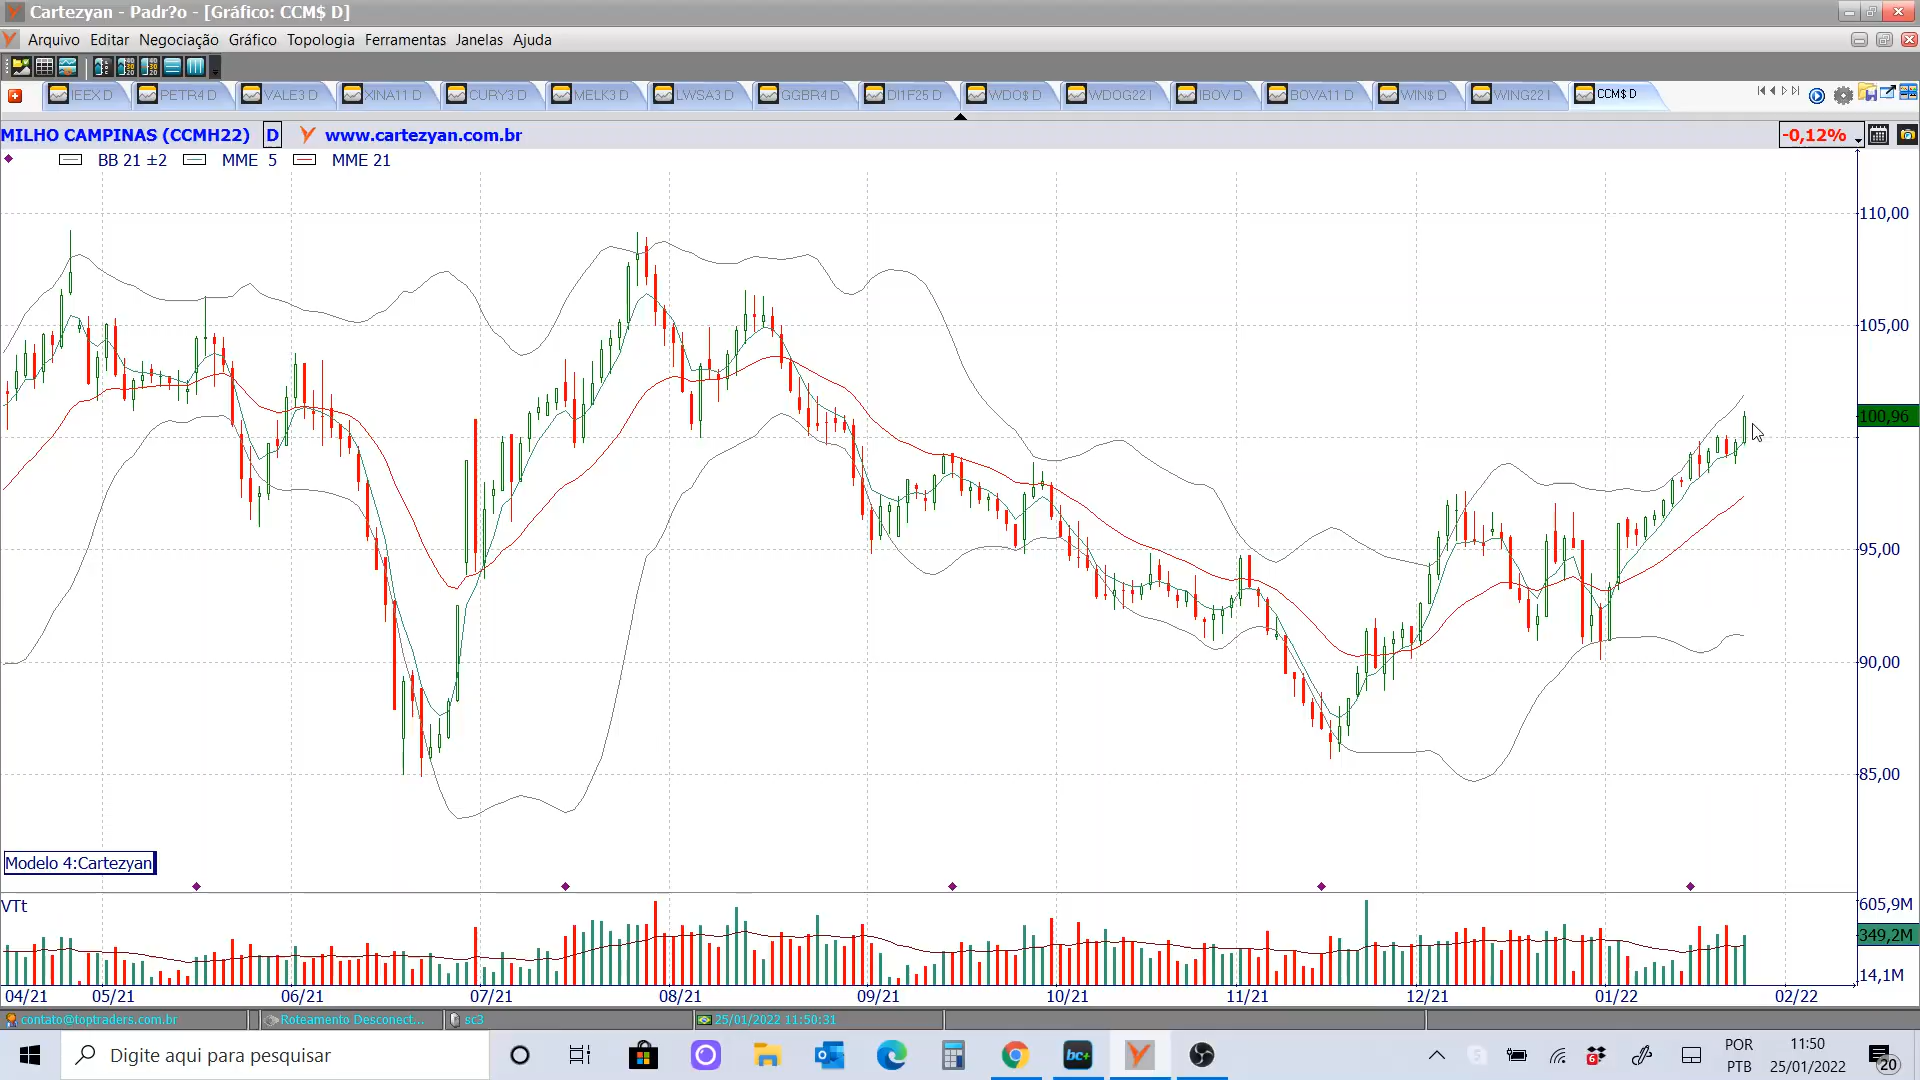 Cartezyan - Padr?o - [Gráfico: CCM$ D]
Arquivo Editar Negociação Gráfico Topologia Ferramentas Janelas Ajuda
IEEX D PETR4 D VALE3 D XINA11 D CURY3 D MELK3 D LWSA3 D GGBR4 D DI1F25 D WDO$ D WDOG22 I IBOV D BOVA11 D WIN$ D WING22 I CCM$ D
MILHO CAMPINAS (CCMH22) D www.cartezyan.com.br -0,12%
BB 21 ±2 MME 5 MME 21
110,00
105,00
100,96
95,00
90,00
85,00
Modelo 4:Cartezyan
VTt
605,9M
349,2M
14,1M
04/21 05/21 06/21 07/21 08/21 09/21 10/21 11/21 12/21 01/22 02/22
contato@toptraders.com.br Roteamento Desconect... sc3 25/01/2022 11:50:31
Digite aqui para pesquisar
bc+
6
POR
PTB
11:50
25/01/2022
20